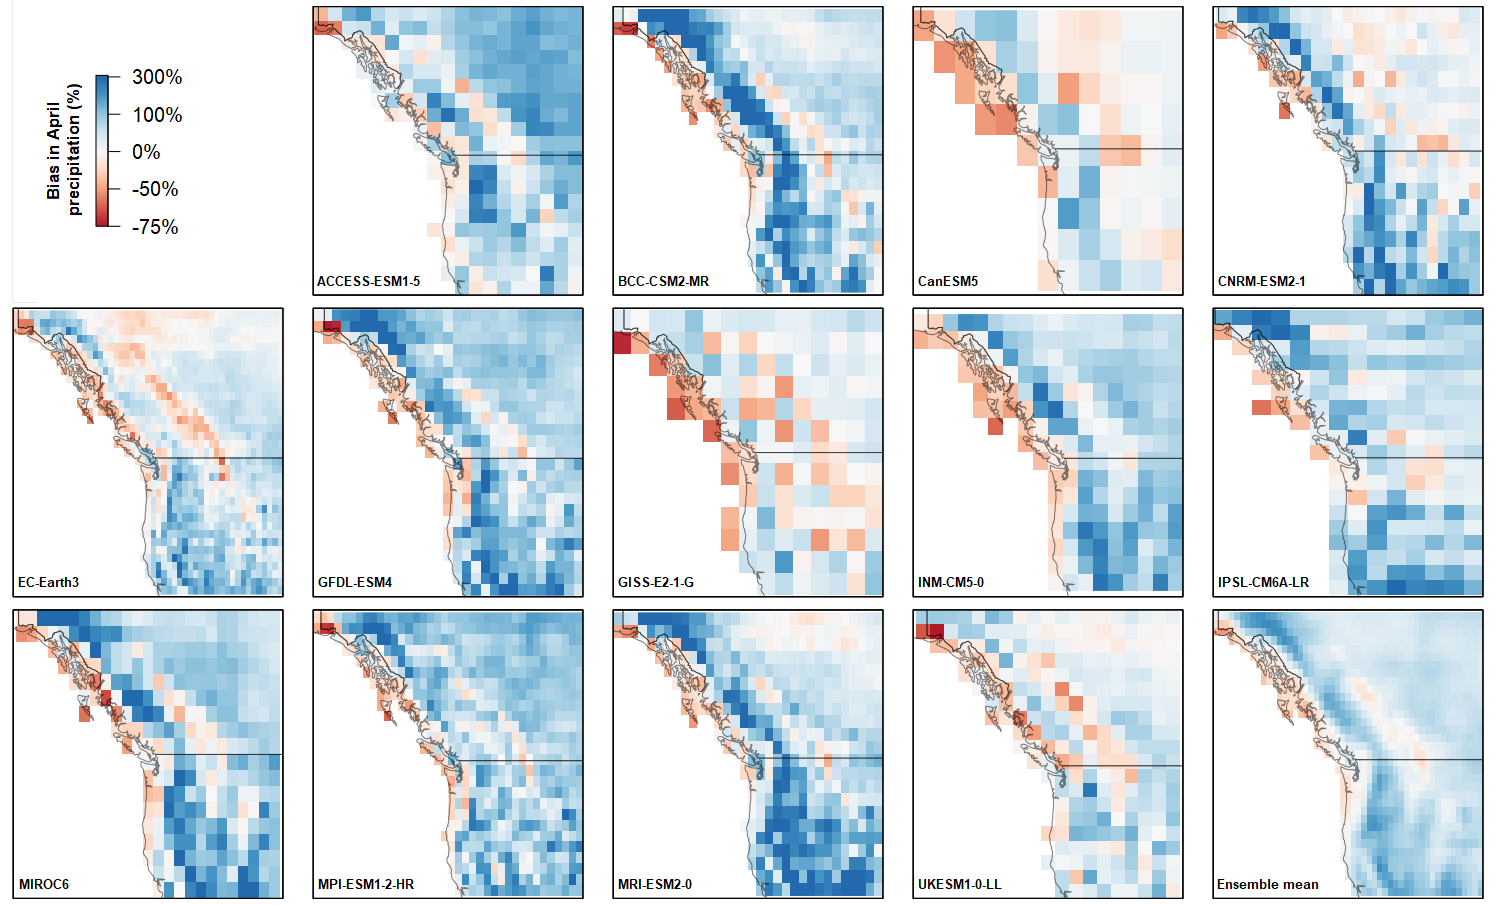 Bias in April
precipitation (%)
300%
100%
0%
-50%
-75%
ACCESS-ESM1-5
BCC-CSM2-MR
CanESM5
CNRM-ESM2-1
EC-Earth3
GFDL-ESM4
GISS-E2-1-G
INM-CM5-0
IPSL-CM6A-LR
MIROC6
MPI-ESM1-2-HR
MRI-ESM2-0
UKESM1-0-LL
Ensemble mean